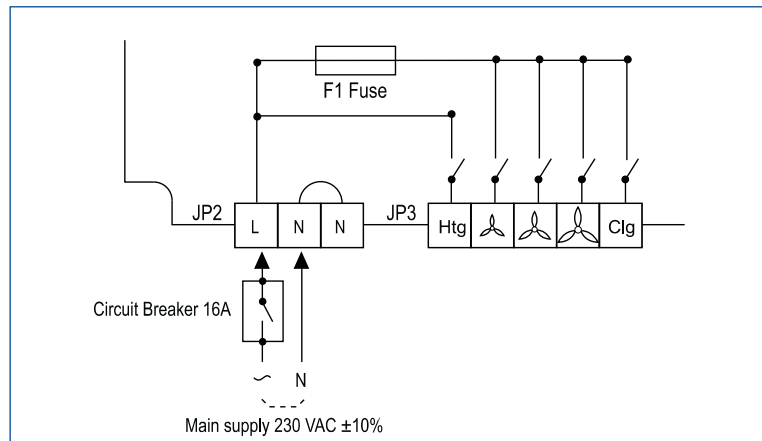 F1 Fuse
JP2
L
N
N
JP3
Htg
Clg
Circuit Breaker 16A
N
Main supply 230 VAC ±10%